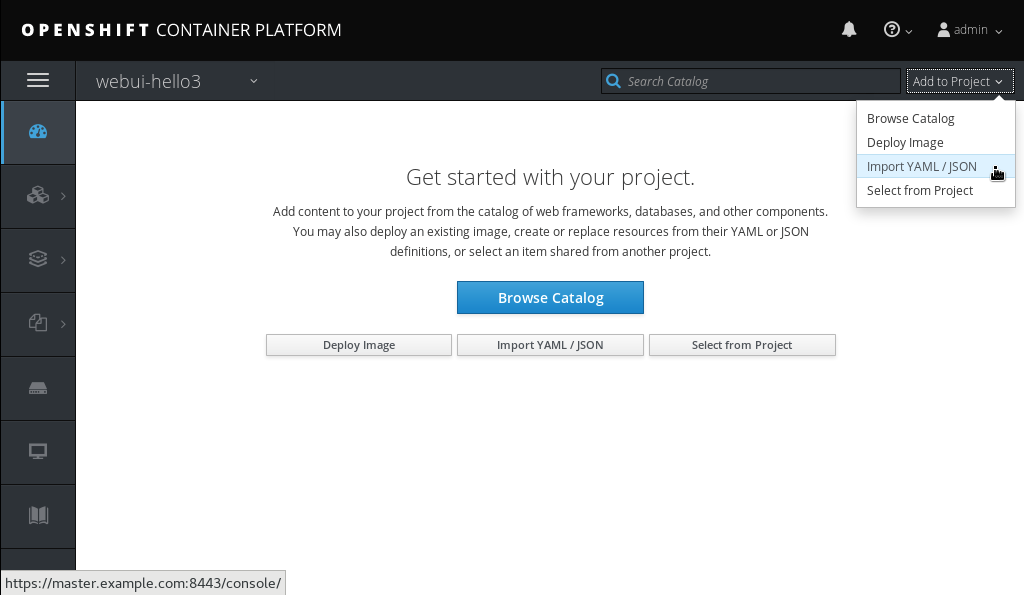 OPENSHIFT CONTAINER PLATFORM
admin
webui-hello3
Search Catalog
Add to Project
Browse Catalog
Deploy Image
Import YAML / JSON
Select from Project
Get started with your project.
Add content to your project from the catalog of web frameworks, databases, and other components.
You may also deploy an existing image, create or replace resources from their YAML or JSON
definitions, or select an item shared from another project.
Browse Catalog
Deploy Image
Import YAML / JSON
Select from Project
https://master.example.com:8443/console/